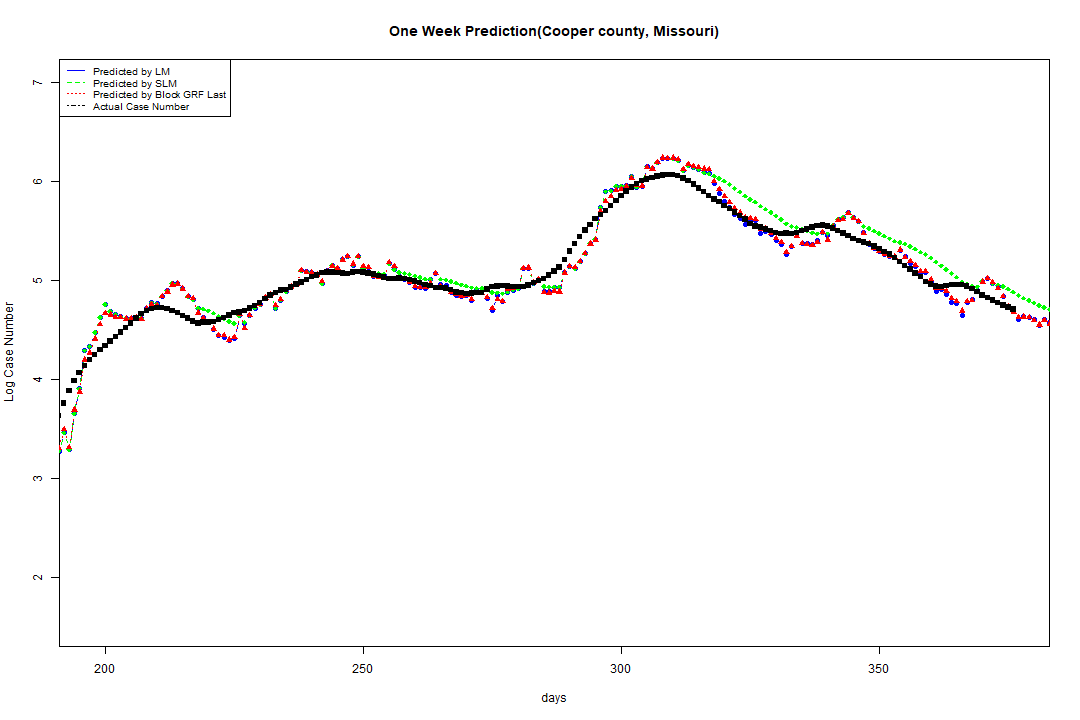 One Week Prediction(Cooper county, Missouri)
Predicted by LM
Predicted by SLM
Predicted by Block GRF Last
Actual Case Number
7
6
5
4
3
2
Log Case Number
200 250 300 350
days